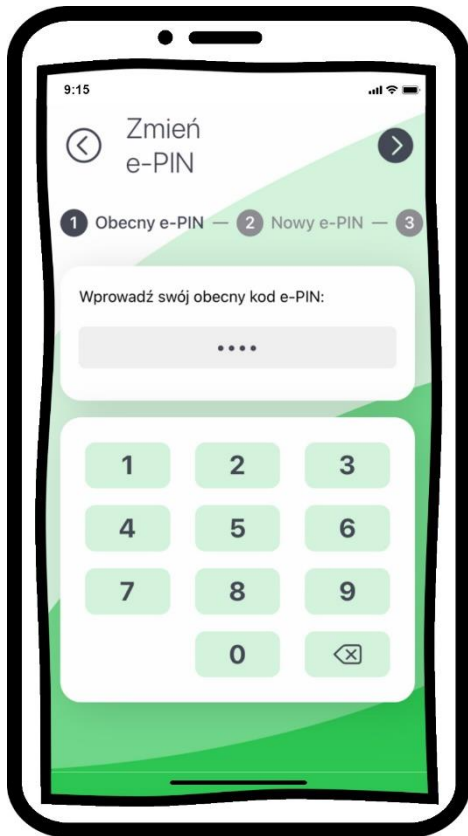 9:15
Zmień
e-PIN
1 Obecny e-PIN — 2 Nowy e-PIN — 3
Wprowadź swój obecny kod e-PIN:
••••
1 2 3
4 5 6
7 8 9
0